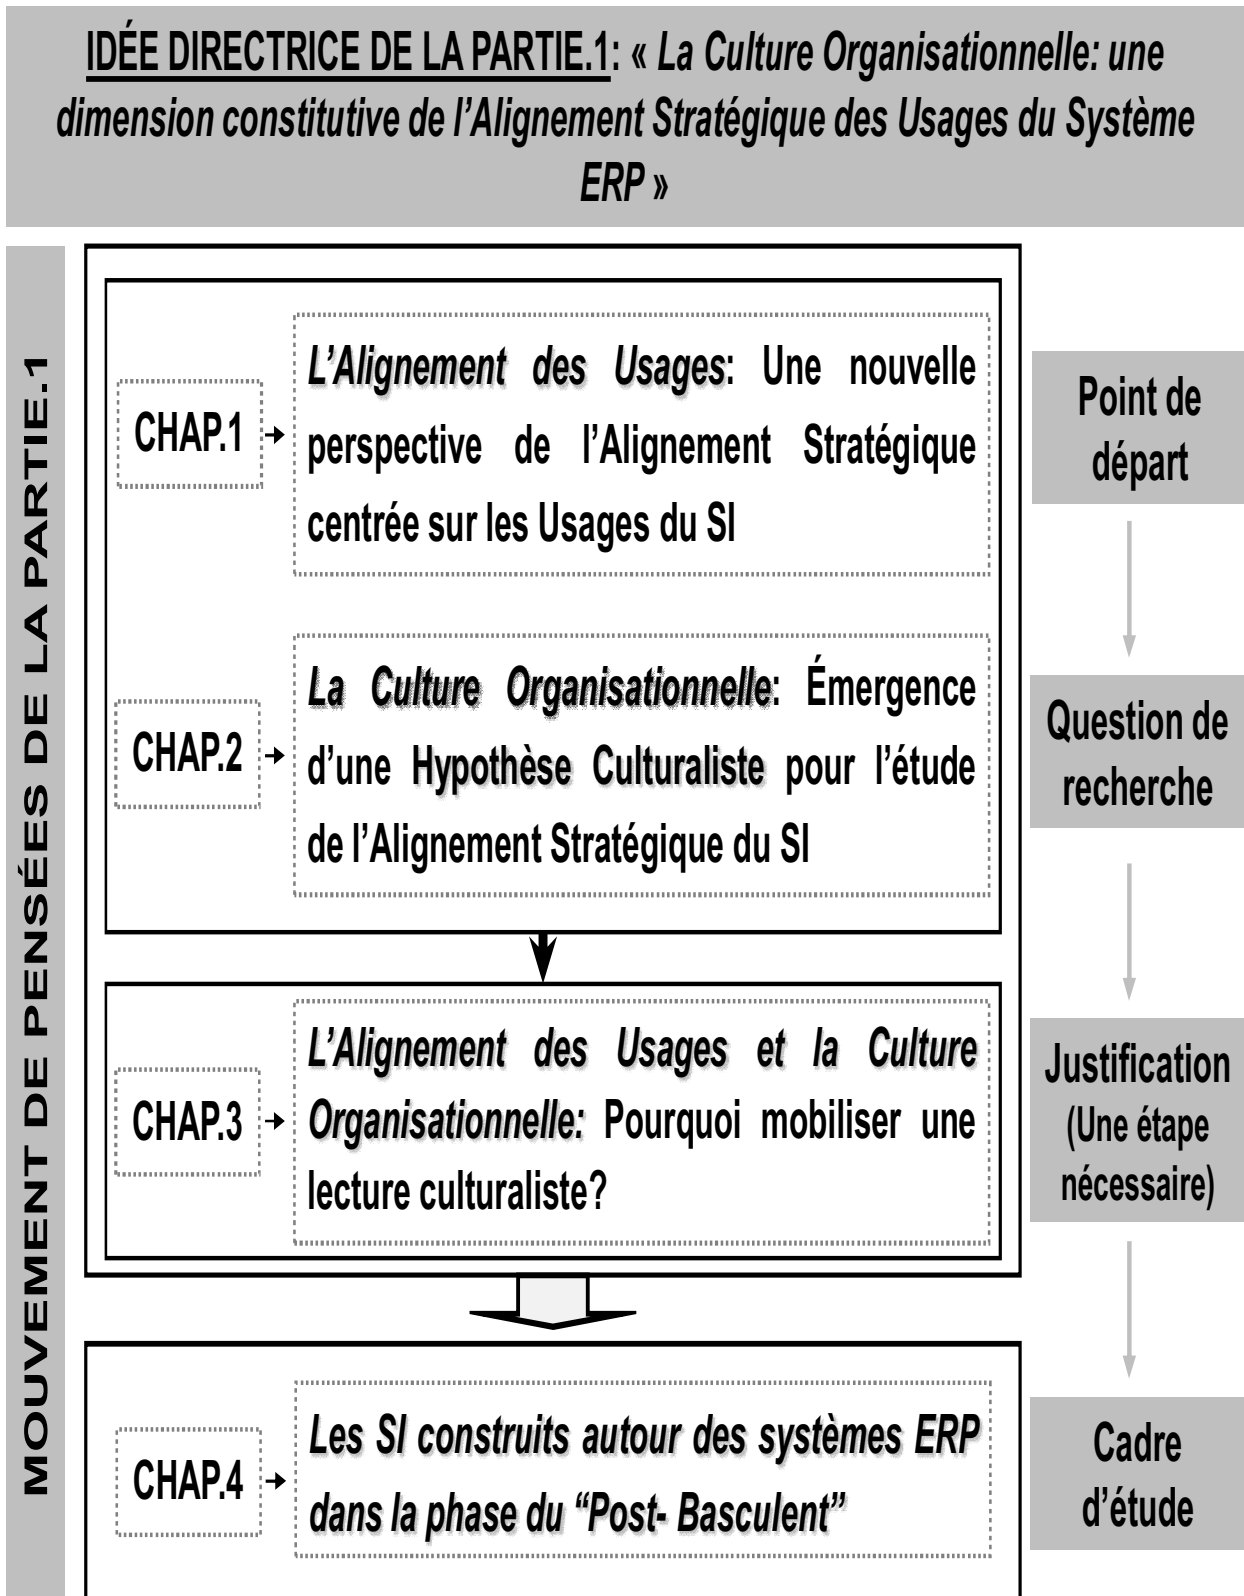 IDÉE DIRECTRICE DE LA PARTIE.1: « La Culture Organisationnelle: une
dimension constitutive de l’Alignement Stratégique des Usages du Système
ERP »
MOUVEMENT DE PENSÉES DE LA PARTIE.1
CHAP.1
L’Alignement des Usages: Une nouvelle
perspective de l’Alignement Stratégique
centrée sur les Usages du SI
Point de
départ
CHAP.2
La Culture Organisationnelle: Émergence
d’une Hypothèse Culturaliste pour l’étude
de l’Alignement Stratégique du SI
Question de
recherche
CHAP.3
L’Alignement des Usages et la Culture
Organisationnelle: Pourquoi mobiliser une
lecture culturaliste?
Justification
(Une étape
nécessaire)
CHAP.4
Les SI construits autour des systèmes ERP
dans la phase du “Post- Basculent”
Cadre
d’étude